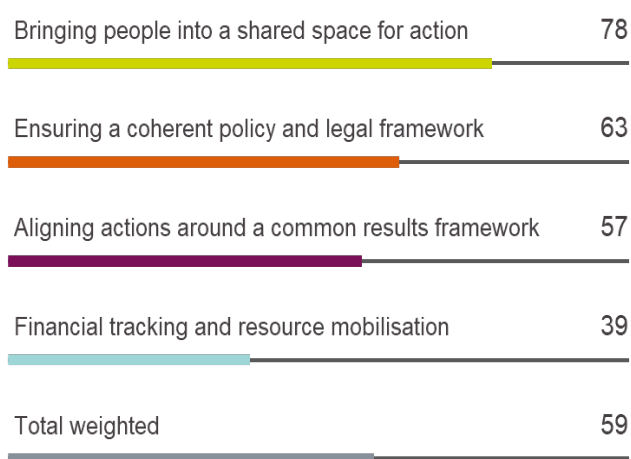 Bringing people into a shared space for action 78
Ensuring a coherent policy and legal framework 63
Aligning actions around a common results framework 57
Financial tracking and resource mobilisation 39
Total weighted 59